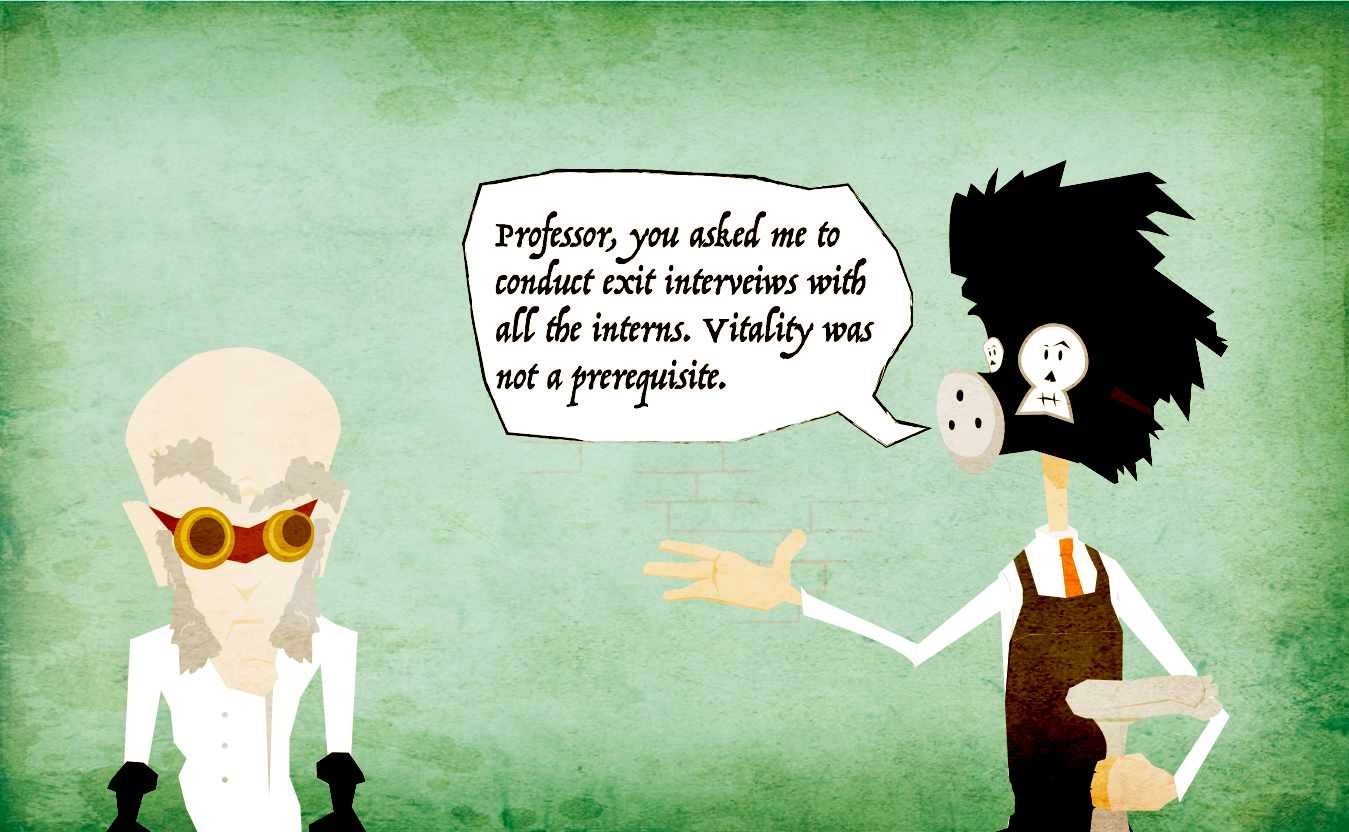 Professor, you asked me to
conduct exit interveiws with
all the interns. Vitality was
not a prerequisite.